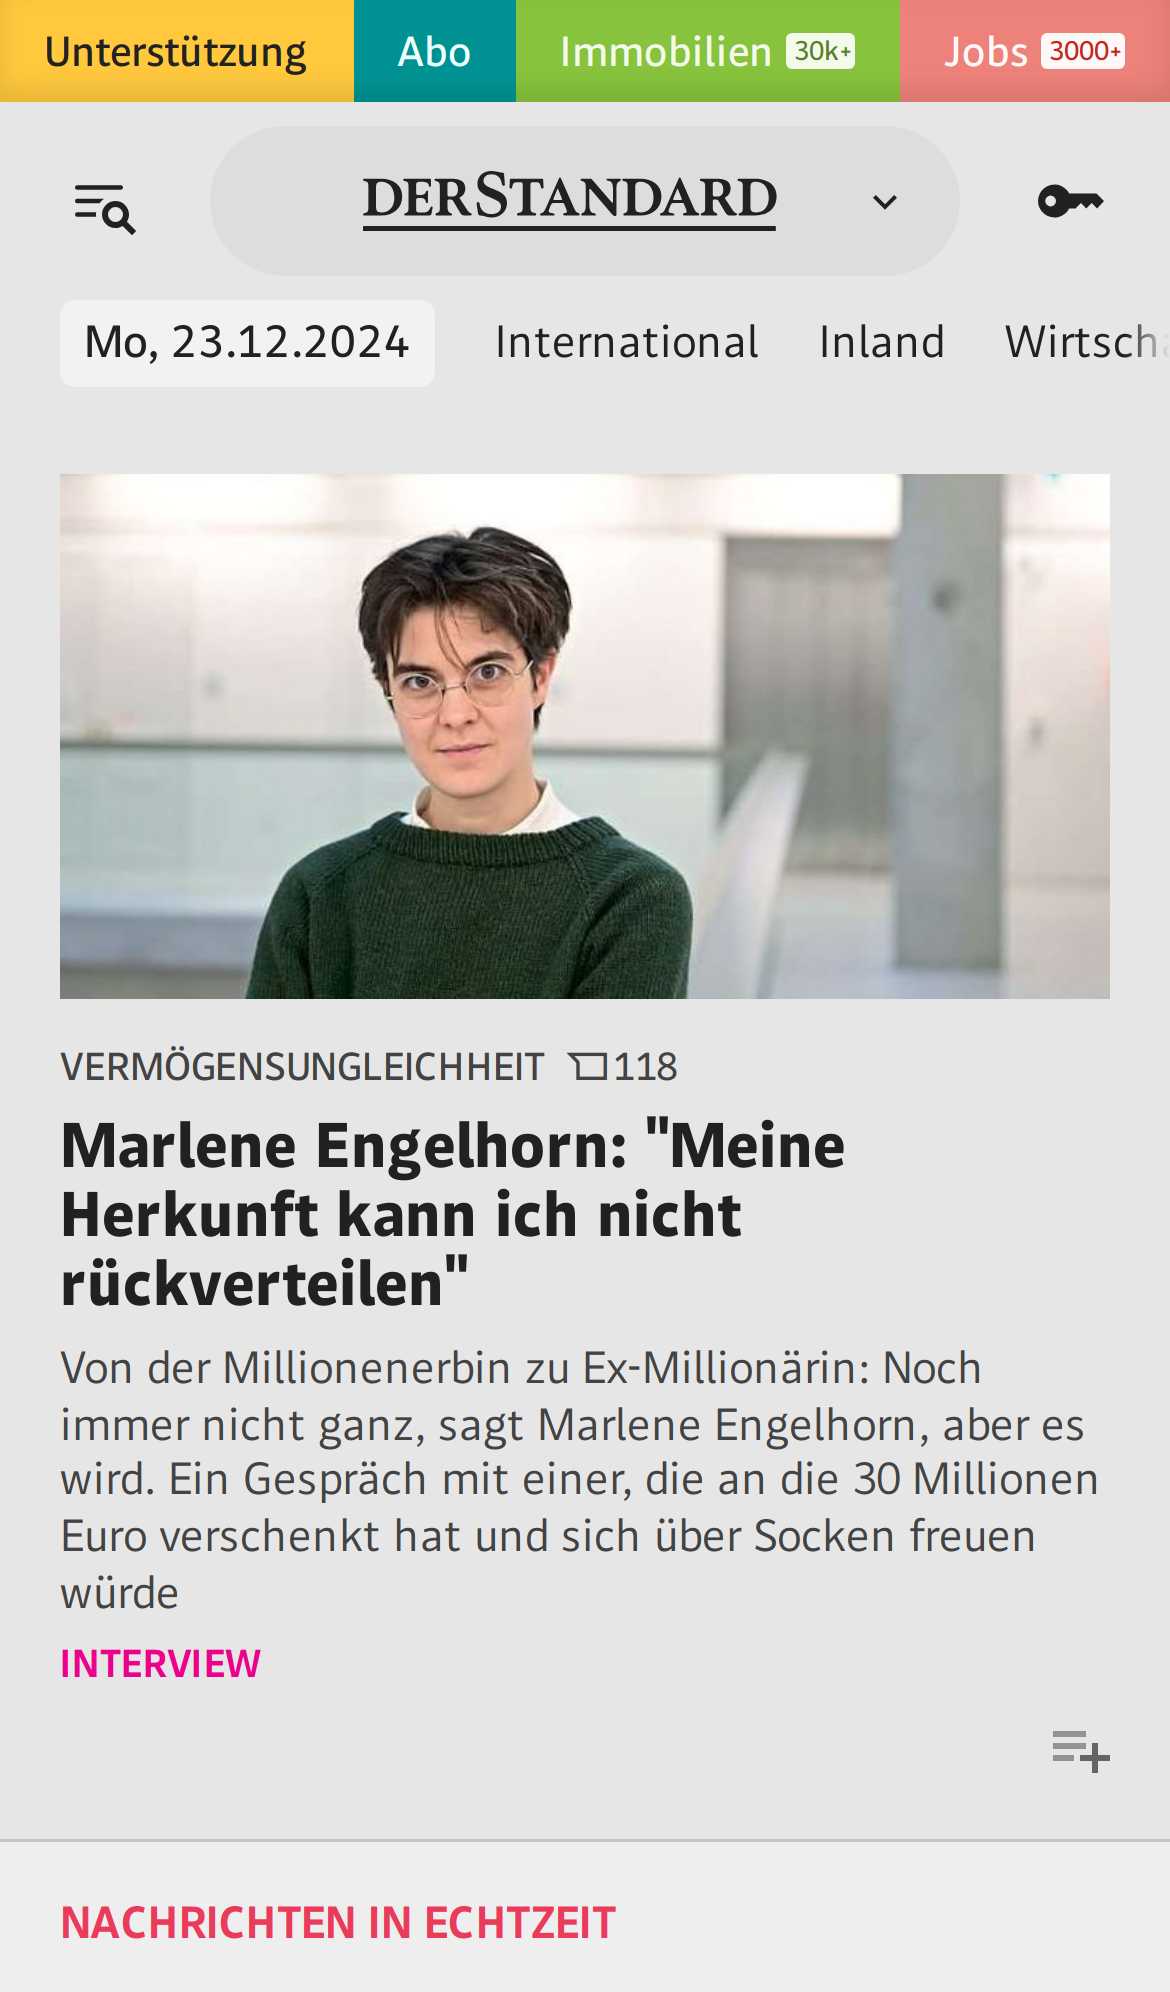 Unterstützung Abo Immobilien 30k+ Jobs 3000+
DERSTANDARD
Mo, 23.12.2024 International Inland Wirtsch
VERMÖGENSUNGLEICHHEIT 118
Marlene Engelhorn: "Meine
Herkunft kann ich nicht
rückverteilen"
Von der Millionenerbin zu Ex-Millionärin: Noch
immer nicht ganz, sagt Marlene Engelhorn, aber es
wird. Ein Gespräch mit einer, die an die 30 Millionen
Euro verschenkt hat und sich über Socken freuen
würde
INTERVIEW
NACHRICHTEN IN ECHTZEIT